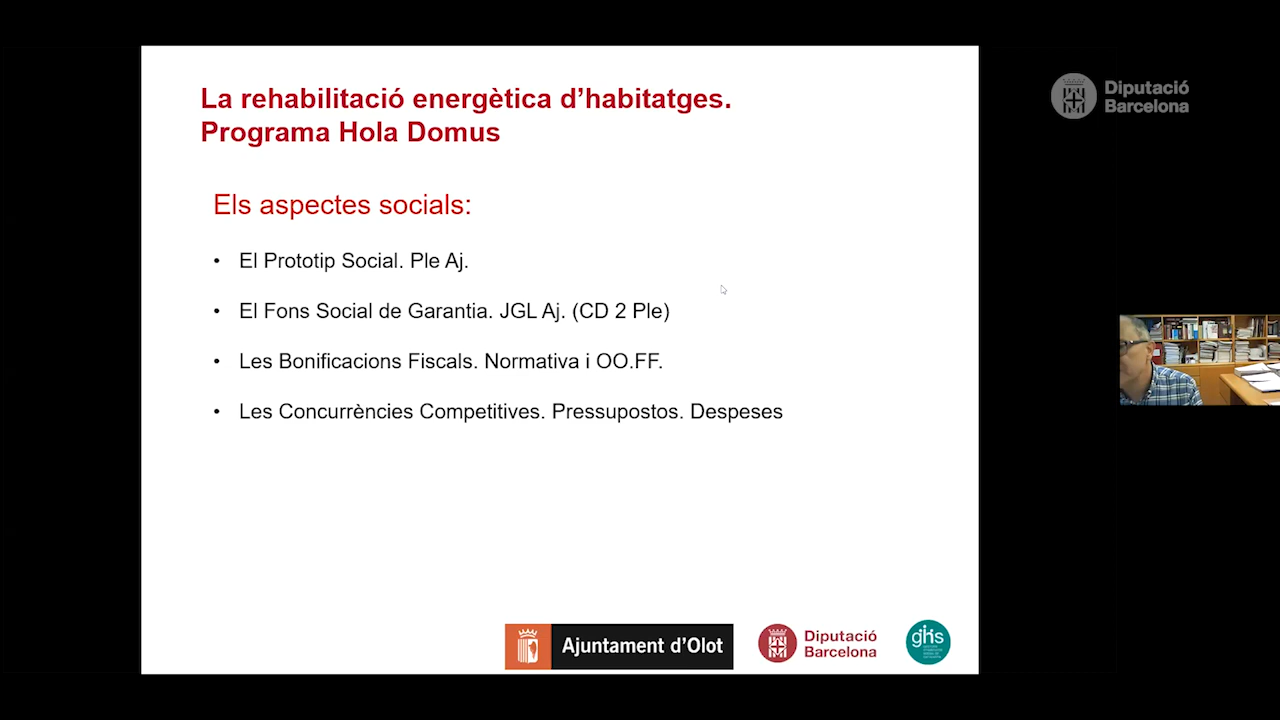 La rehabilitació energètica d’habitatges.
Programa Hola Domus
Els aspectes socials:
• El Prototip Social. Ple Aj.
• El Fons Social de Garantia. JGL Aj. (CD 2 Ple)
• Les Bonificacions Fiscals. Normativa i OO.FF.
• Les Concurrències Competitives. Pressupostos. Despeses
Ajuntament d’Olot
Diputació
Barcelona
ghs
Diputació
Barcelona